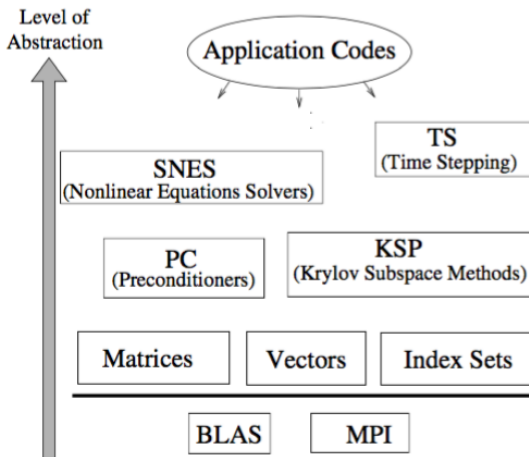 Level of
Abstraction
Application Codes
TS
(Time Stepping)
SNES
(Nonlinear Equations Solvers)
PC
(Preconditioners)
KSP
(Krylov Subspace Methods)
Matrices
Vectors
Index Sets
BLAS
MPI